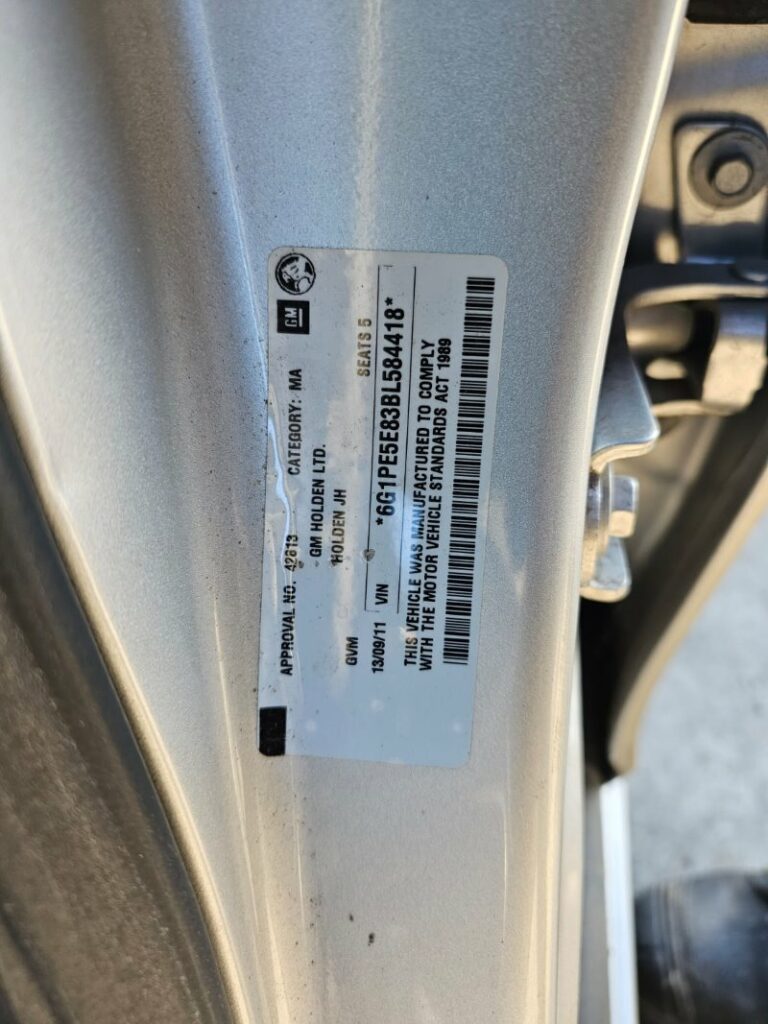 GM
APPROVAL NO. 42613 CATEGORY: MA
GM HOLDEN LTD.
HOLDEN JH
GVM SEATS 5
13/09/11 VIN *6G1PE5E83BL584418*
THIS VEHICLE WAS MANUFACTURED TO COMPLY
WITH THE MOTOR VEHICLE STANDARDS ACT 1989